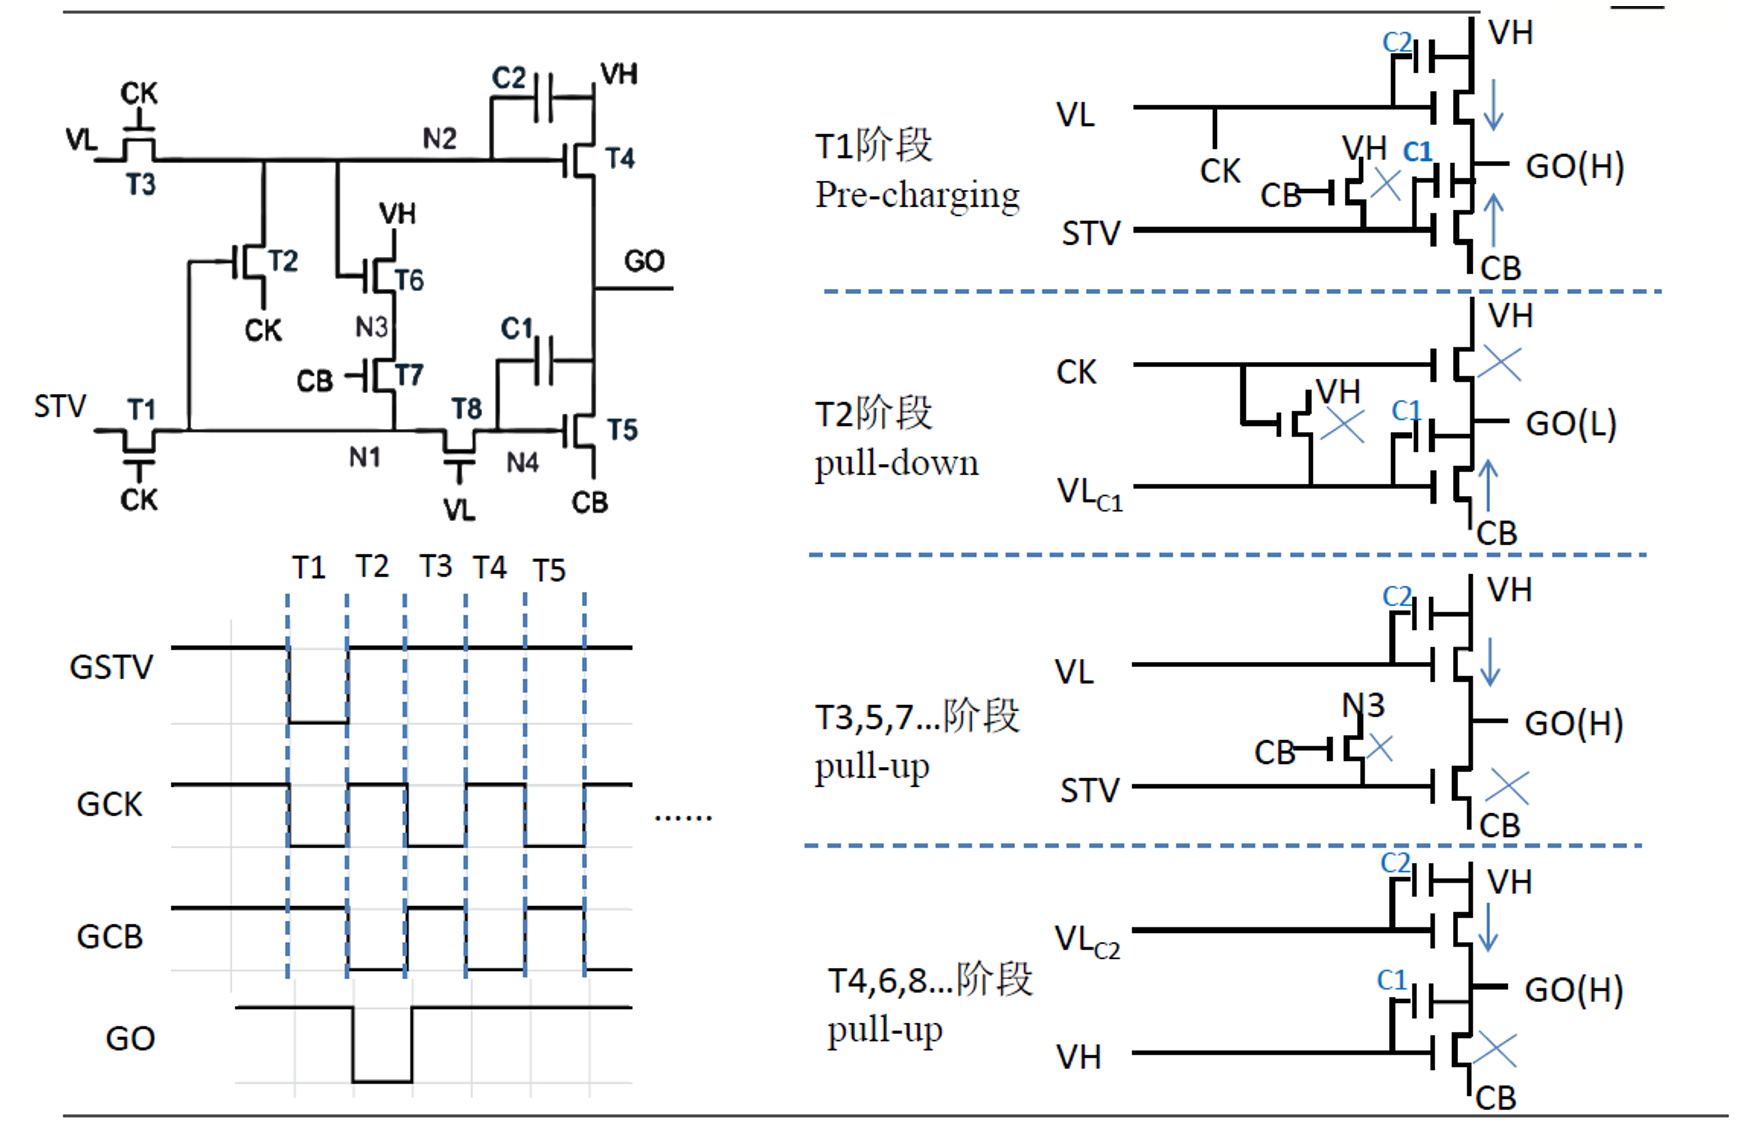 CK
VL
T3
N2
C2
VH
T4
T2
CK
VH
T6
N3
CB
T7
C1
GO
STV
T1
CK
N1
T8
VL
N4
T5
CB
T1 T2 T3 T4 T5
GSTV
GCK
......
GCB
GO
T1阶段
Pre-charging
VL
CK
C2
VH
VH
C1
CB
GO(H)
STV
CB
T2阶段
pull-down
CK
VH
VH
C1
GO(L)
VLC1
CB
T3,5,7...阶段
pull-up
C2
VH
VL
N3
CB
GO(H)
STV
CB
T4,6,8...阶段
pull-up
C2
VH
VLC2
C1
GO(H)
VH
CB